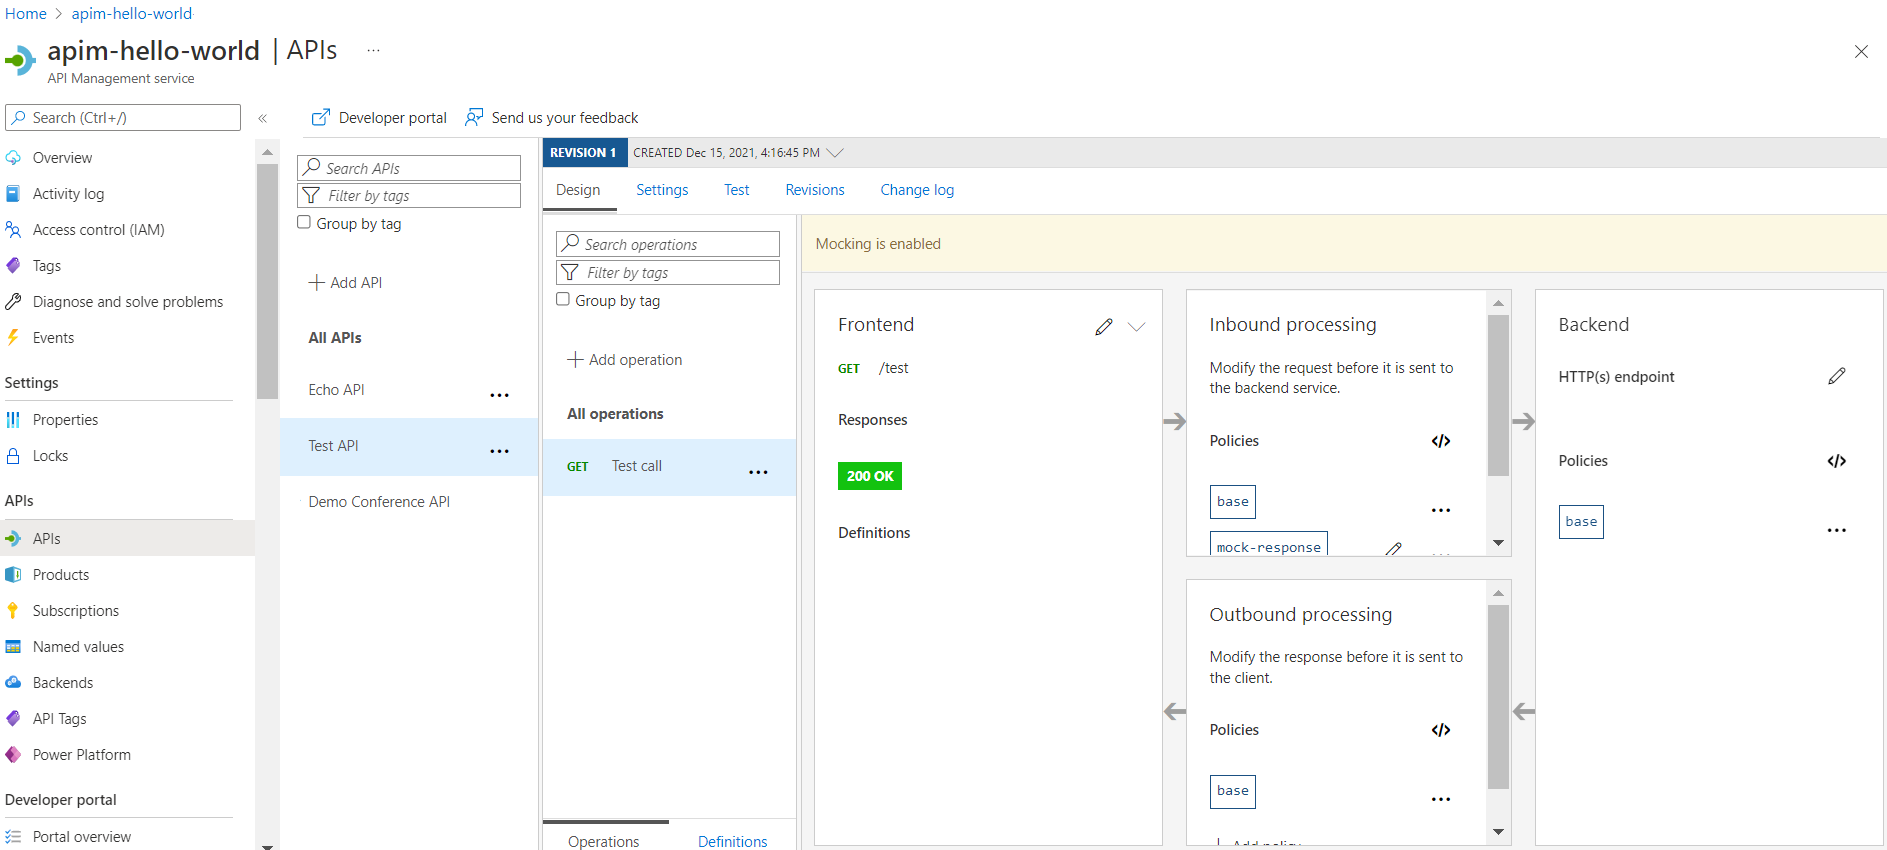 Home > apim-hello-world
apim-hello-world | APIs ...
API Management service
Search (Ctrl+/)
«
Overview
Activity log
Access control (IAM)
Tags
Diagnose and solve problems
Events
Settings
Properties
Locks
APIs
APIs
Products
Subscriptions
Named values
Backends
API Tags
Power Platform
Developer portal
Portal overview
Developer portal
Send us your feedback
Search APIs
Filter by tags
Group by tag
+ Add API
All APIs
Echo API
Test API
Demo Conference API
REVISION 1
CREATED Dec 15, 2021, 4:16:45 PM
Design
Settings
Test
Revisions
Change log
Search operations
Filter by tags
Group by tag
+ Add operation
All operations
GET Test call
Operations
Definitions
Mocking is enabled
Frontend
GET /test
Responses
200 OK
Definitions
Inbound processing
Modify the request before it is sent to
the backend service.
Policies </>
base
mock-response
Outbound processing
Modify the response before it is sent to
the client.
Policies </>
base
+ Add policy
Backend
HTTP(s) endpoint
Policies </>
base